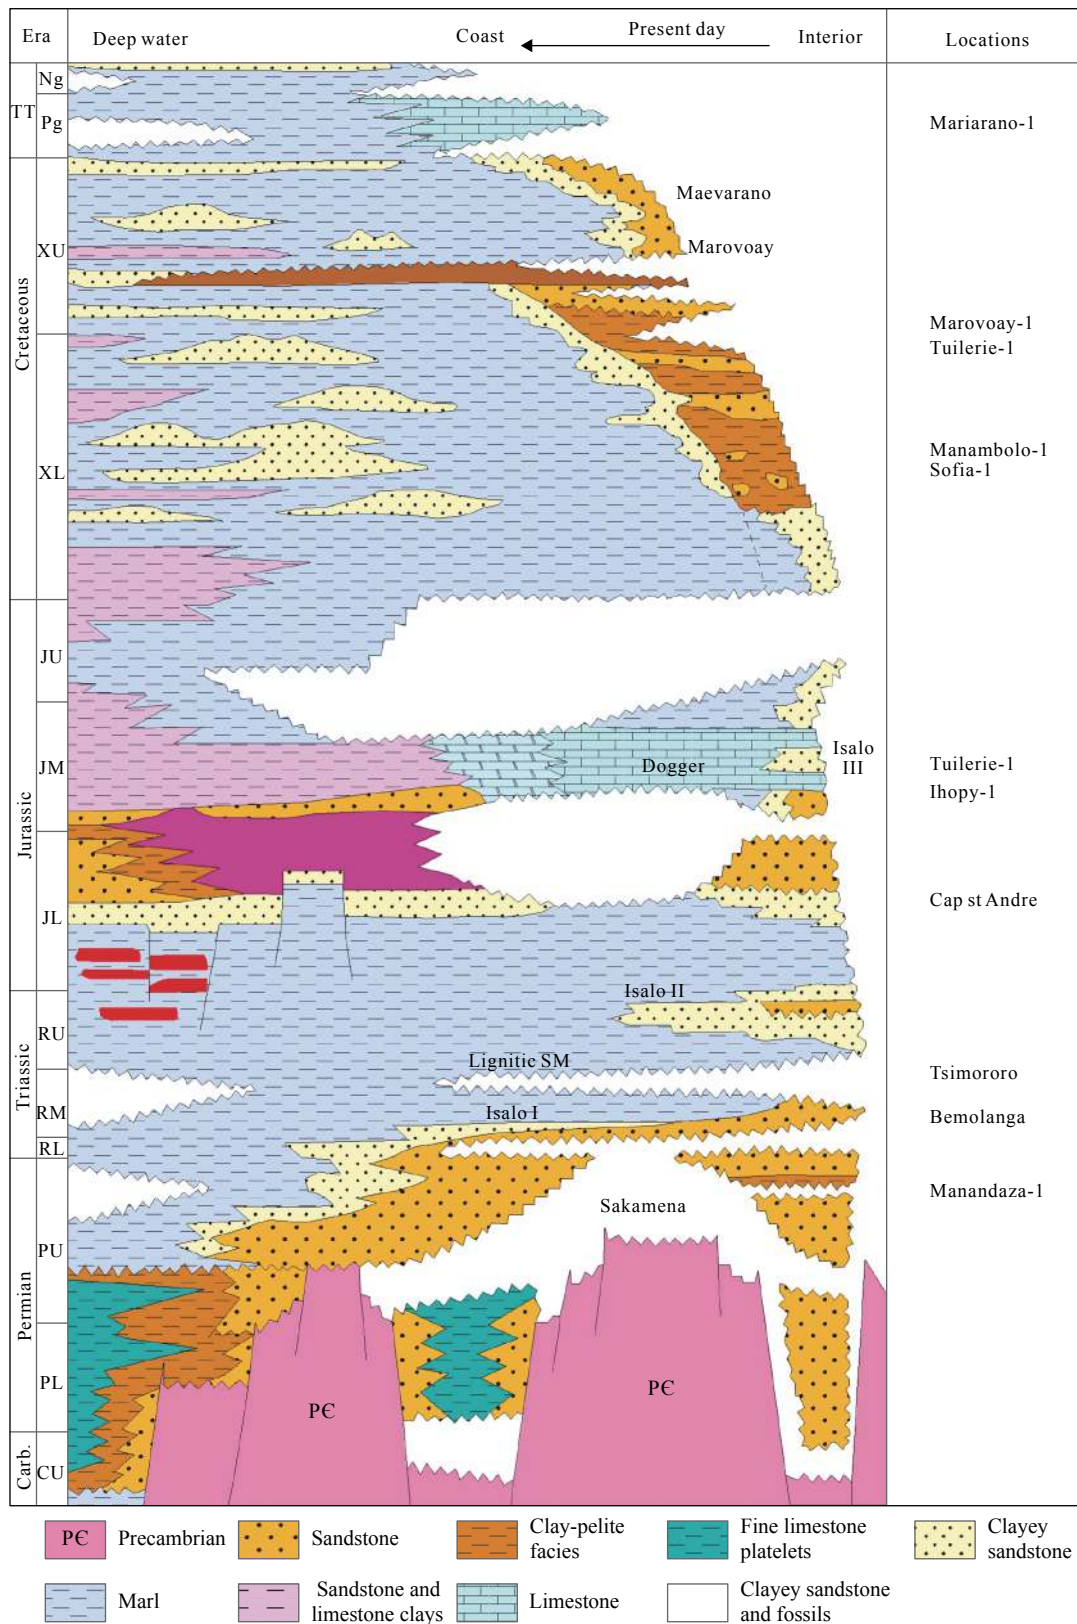 Era
Deep water
Coast
Present day
Interior
Locations
TT
Ng
Pg
Mariarano-1
Cretaceous
XU
Maevarano
Marovoay
Marovoay-1
Tuilerie-1
XL
Manambolo-1
Sofia-1
Jurassic
JU
JM
Dogger
Isalo
III
Tuilerie-1
Ihopy-1
JL
Cap st Andre
Triassic
RU
Isalo II
Lignitic SM
Tsimororo
RM
Isalo I
Bemolanga
RL
Permian
PU
Sakamena
Manandaza-1
PL
PЄ
PЄ
Carb.
CU
PЄ Precambrian
Sandstone
Clay-pelite
facies
Fine limestone
platelets
Clayey
sandstone
Marl
Sandstone and
limestone clays
Limestone
Clayey sandstone
and fossils